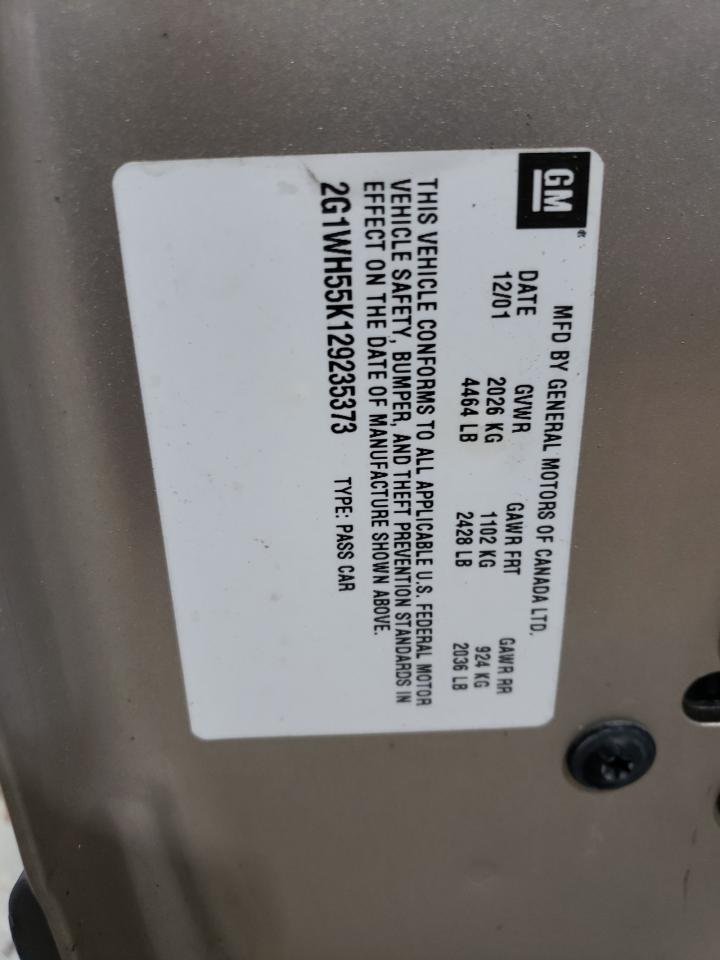 GM
MFD BY GENERAL MOTORS OF CANADA LTD.
DATE GVWR GAWR FRT GAWR RR
12/01 2026 KG 1102 KG 924 KG
4464 LB 2428 LB 2036 LB
THIS VEHICLE CONFORMS TO ALL APPLICABLE U.S. FEDERAL MOTOR
VEHICLE SAFETY, BUMPER, AND THEFT PREVENTION STANDARDS IN
EFFECT ON THE DATE OF MANUFACTURE SHOWN ABOVE.
2G1WH55K129235373 TYPE: PASS CAR